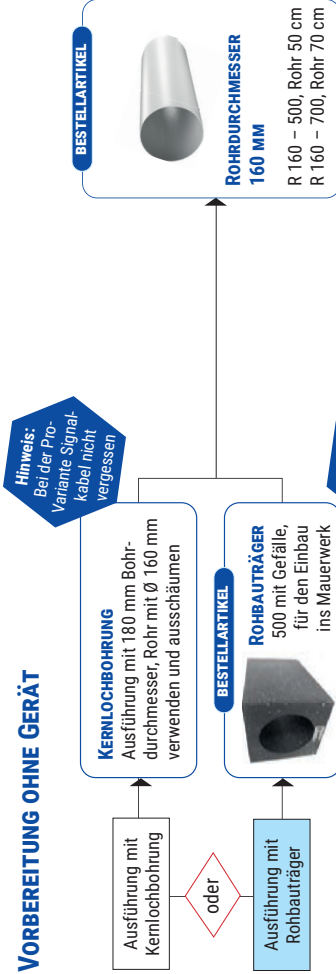 VORBEREITUNG OHNE GERÄT
Ausführung mit
Kernlochbohrung
oder
Ausführung mit
Rohbauträger
Hinweis:
Bei der Pro-
Variante Signal-
kabel nicht
vergessen
KERNLOCHBOHRUNG
Ausführung mit 180 mm Bohr-
durchmesser, Rohr mit Ø 160 mm
verwenden und ausschäumen
BESTELLARTIKEL
ROHBAUTRÄGER
500 mit Gefälle,
für den Einbau
ins Mauerwerk
BESTELLARTIKEL
ROHRDURCHMESSER
160 MM
R 160 – 500, Rohr 50 cm
R 160 – 700, Rohr 70 cm